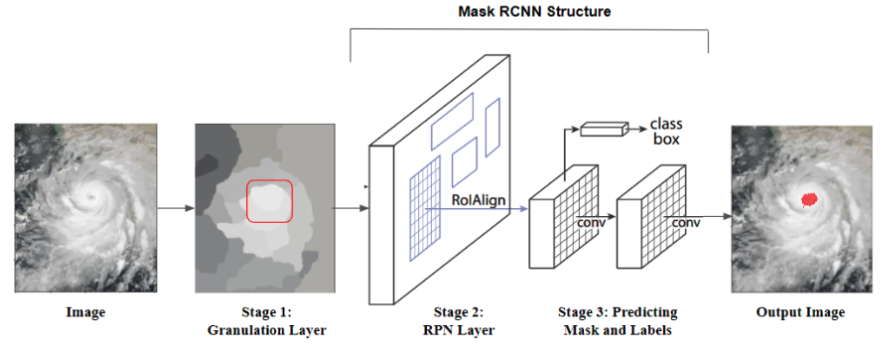 Mask RCNN Structure
class
box
RoIAlign
conv
conv
Image
Stage 1:
Granulation Layer
Stage 2:
RPN Layer
Stage 3: Predicting
Mask and Labels
Output Image